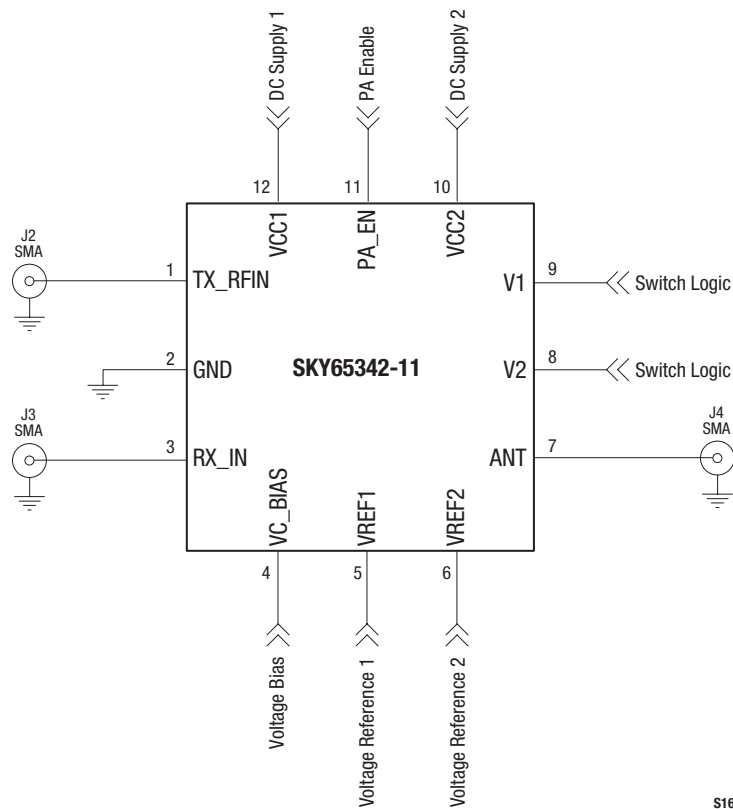 DC Supply 1
PA Enable
DC Supply 2
12
11
10
VCC1
PA_EN
VCC2
J2
SMA
1
TX_RFIN
V1
9
Switch Logic
2
GND
SKY65342-11
V2
8
Switch Logic
J3
SMA
3
RX_IN
ANT
7
J4
SMA
VC_BIAS
VREF1
VREF2
4
5
6
Voltage Bias
Voltage Reference 1
Voltage Reference 2
S16